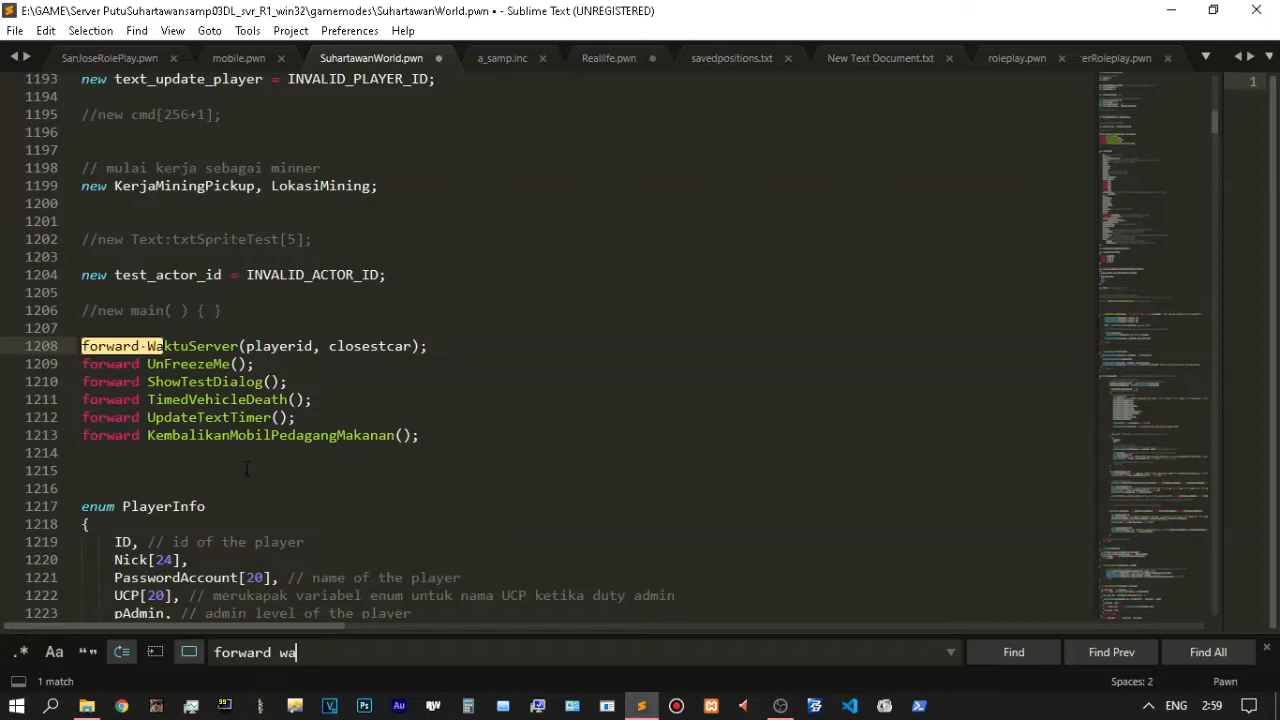 E:\GAME\Server PutuSuhartawansamp03DL_svr_R1_win32\gamemodes\SuhartawanWorld.pwn • - Sublime Text (UNREGISTERED)
File Edit Selection Find View Goto Tools Project Preferences Help
SanJoseRolePlay.pwn mobile.pwn SuhartawanWorld.pwn a_samp.inc Reallife.pwn savedpositions.txt New Text Document.txt roleplay.pwn erRoleplay.pwn
1193 new text_update_player = INVALID_PLAYER_ID; 1
1194
1195 //new cmd[256+1];
1196
1197
1198 // mulai kerja sebagai minner
1199 new KerjaMiningPickup, LokasiMining;
1200
1201
1202 //new Text:txtSpriteTest[5];
1203
1204 new test_actor_id = INVALID_ACTOR_ID;
1205
1206 //new main( ) { }
1207
1208 forward·WaktuServer(playerid, closestcar);
1209 forward UnFreezeMe();
1210 forward ShowTestDialog();
1211 forward TimedVehicleDeath();
1212 forward UpdateTextTimer();
1213 forward KembalikanMobilPedagangMakanan();
1214
1215
1216
1217 enum PlayerInfo
1218 {
1219 ID, // id of the player
1220 Nick[24],
1221 PasswordAccount[20], // name of the player
1222 UCP[20], // merukapak variabel enum untuk nama UCP ketika duty admin
1223 pAdmin, // admin level of the player
.* Aa “” forward wa Find Find Prev Find All
1 match Spaces: 2 Pawn
ENG 2:59